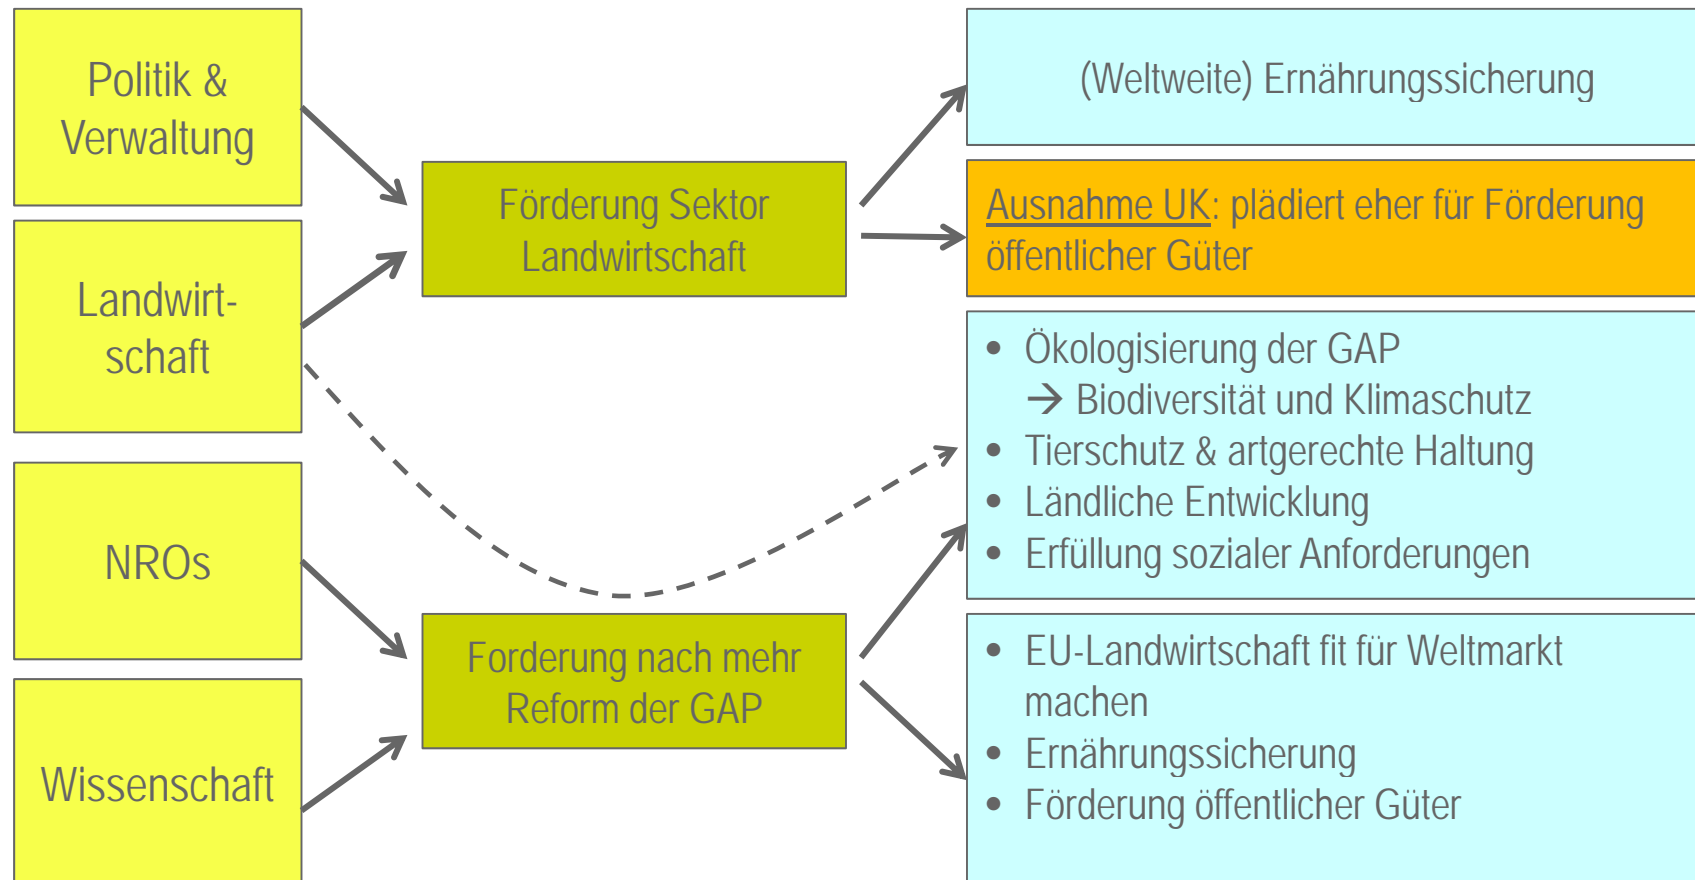 Politik &
Verwaltung
Landwirt-
schaft
NROs
Wissenschaft
Förderung Sektor
Landwirtschaft
Forderung nach mehr
Reform der GAP
(Weltweite) Ernährungssicherung
Ausnahme UK: plädiert eher für Förderung
öffentlicher Güter
• Ökologisierung der GAP
→ Biodiversität und Klimaschutz
• Tierschutz & artgerechte Haltung
• Ländliche Entwicklung
• Erfüllung sozialer Anforderungen
• EU-Landwirtschaft fit für Weltmarkt
machen
• Ernährungssicherung
• Förderung öffentlicher Güter